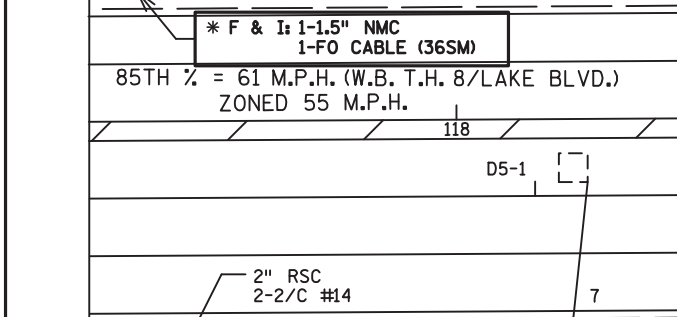 * F & I: 1-1.5" NMC
1-FO CABLE (36SM)
85TH % = 61 M.P.H. (W.B. T.H. 8/LAKE BLVD.)
ZONED 55 M.P.H.
118
D5-1
2" RSC
2-2/C #14
7